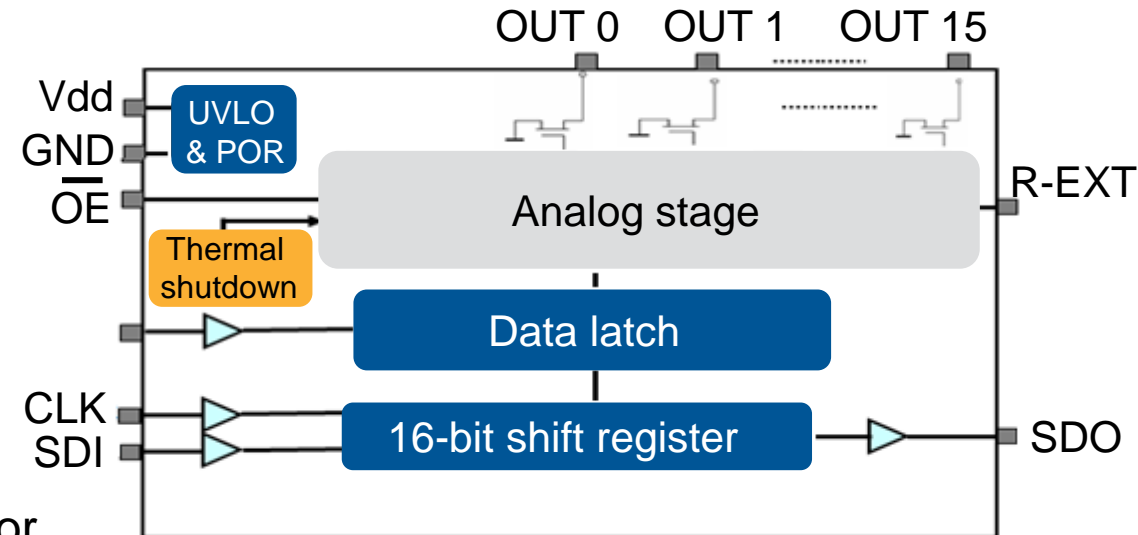 OUT 0 OUT 1 OUT 15
Vdd
GND
OE
UVLO
& POR
R-EXT
Analog stage
Thermal
shutdown
Data latch
CLK
SDI
16-bit shift register
SDO
or